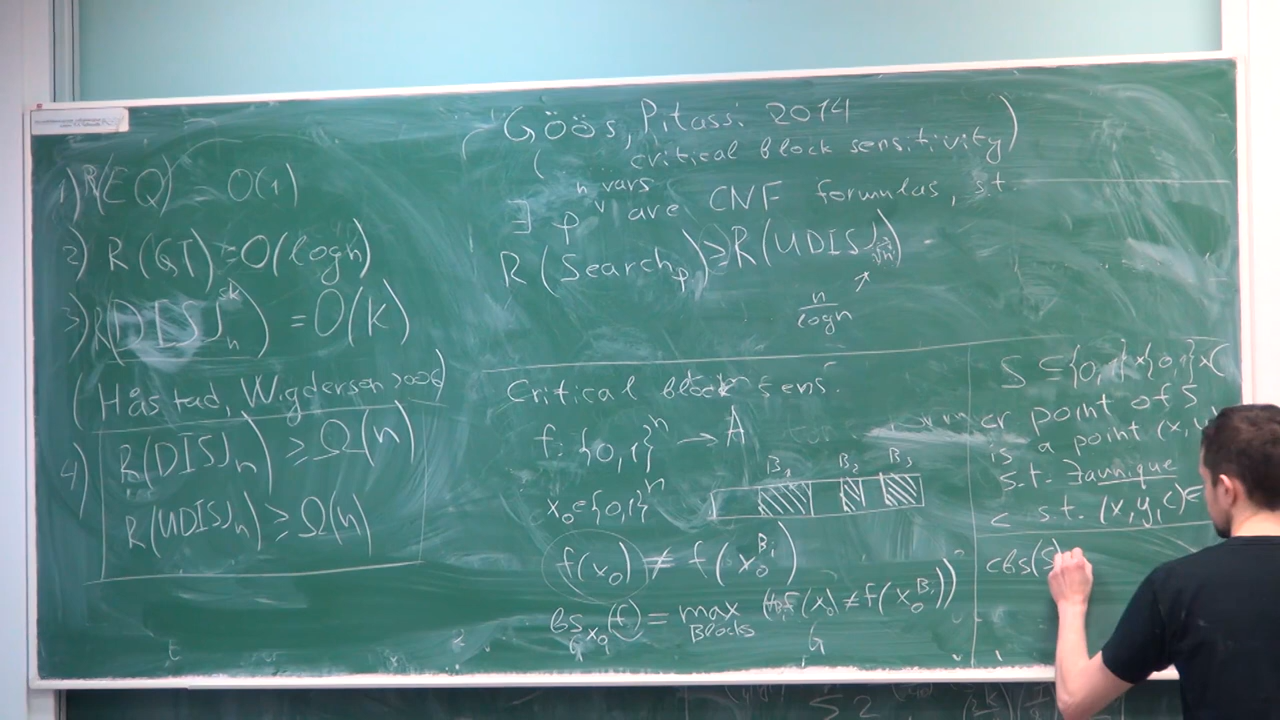 1) R(EQ) = O(1)
2) R(GT) = O(log n)
3) R(DISJ_n^k) = O(k)
(Håstad, Wigderson 2006)
4) R(DISJ_n) ≥ Ω(n)
R(UDISJ_n) ≥ Ω(n)
(Göös, Pitassi 2014
( critical block sensitivity)
n vars
∃ φ are CNF formulas, s.t.
R(Search_φ) ≥ R(UDISJ
n
log n
Critical block sens.
f: {0,1}^n → A
x_0 ∈ {0,1}^n
B_1 B_2 B_3
f(x_0) ≠ f(x_0^{B_i})
bs_{x_0}(f) = max Blocks (# f(x_0) ≠ f(x_0^{B_i}))
S ⊆ {0,1} × {0,1} × C
cr point of S
is a point (x, y)
s.t. ∃ a unique
c s.t. (x, y, c) ∈
cbs(S)